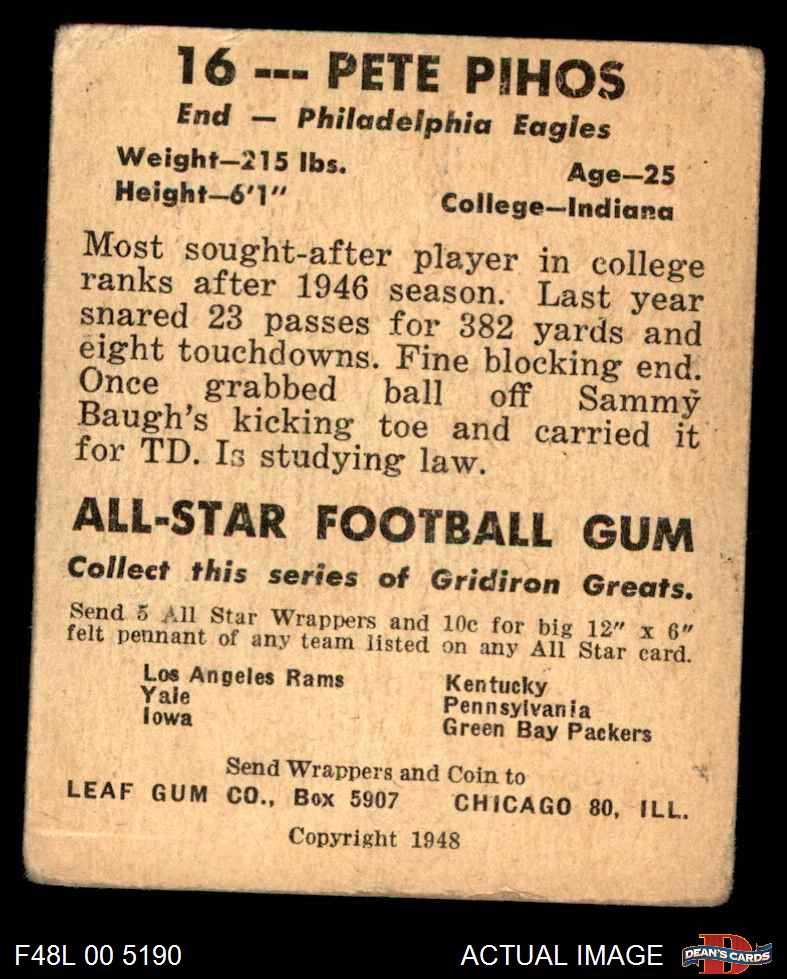 16 --- PETE PIHOS
End — Philadelphia Eagles
Weight—215 lbs.
Age—25
Height—6'1"
College—Indiana
Most sought-after player in college
ranks after 1946 season. Last year
snared 23 passes for 382 yards and
eight touchdowns. Fine blocking end.
Once grabbed ball off Sammy
Baugh's kicking toe and carried it
for TD. Is studying law.
ALL-STAR FOOTBALL GUM
Collect this series of Gridiron Greats.
Send 5 All Star Wrappers and 10c for big 12" x 6"
felt pennant of any team listed on any All Star card.
Los Angeles Rams
Yale
Iowa
Kentucky
Pennsylvania
Green Bay Packers
Send Wrappers and Coin to
LEAF GUM CO., Box 5907 CHICAGO 80, ILL.
Copyright 1948
F48L 00 5190
ACTUAL IMAGE
D
DEAN'S CARDS